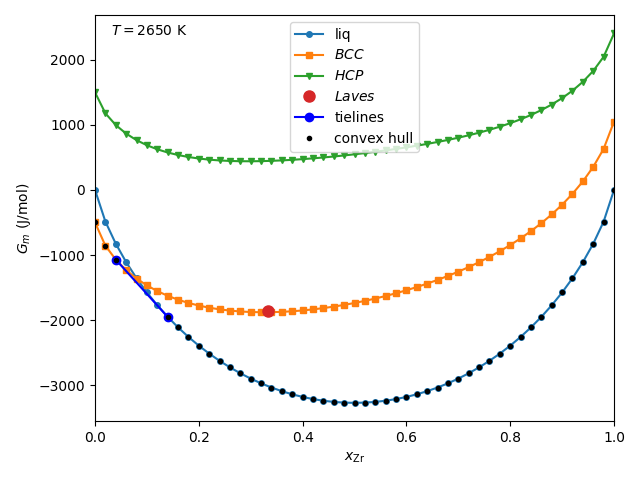 T = 2650 K
liq
BCC
HCP
Laves
tielines
convex hull
2000
1000
0
−1000
−2000
−3000
G_m (J/mol)
0.0 0.2 0.4 0.6 0.8 1.0
x_Zr